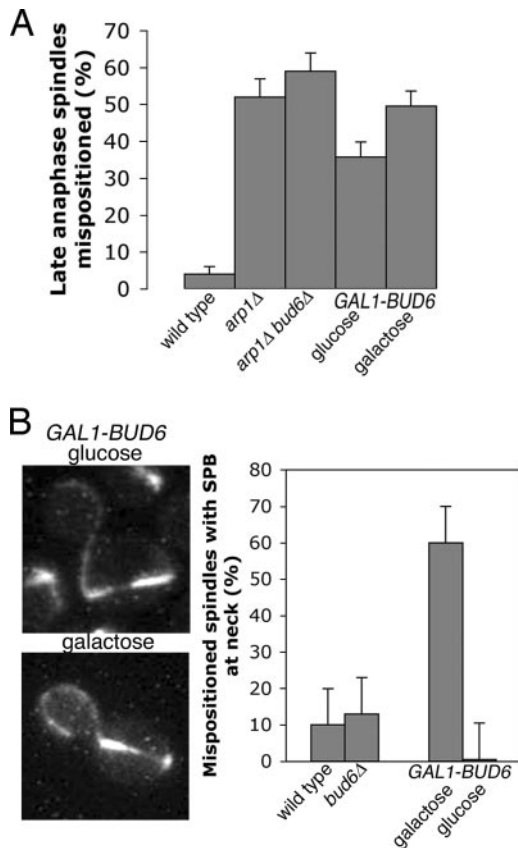 A
Late anaphase spindles
mispositioned (%)
70
60
50
40
30
20
10
0
wild type
arp1Δ
arp1Δ bud6Δ
GAL1-BUD6
glucose
galactose
B
GAL1-BUD6
glucose
galactose
Mispositioned spindles with SPB
at neck (%)
80
70
60
50
40
30
20
10
0
wild type
bud6Δ
GAL1-BUD6
galactose
glucose